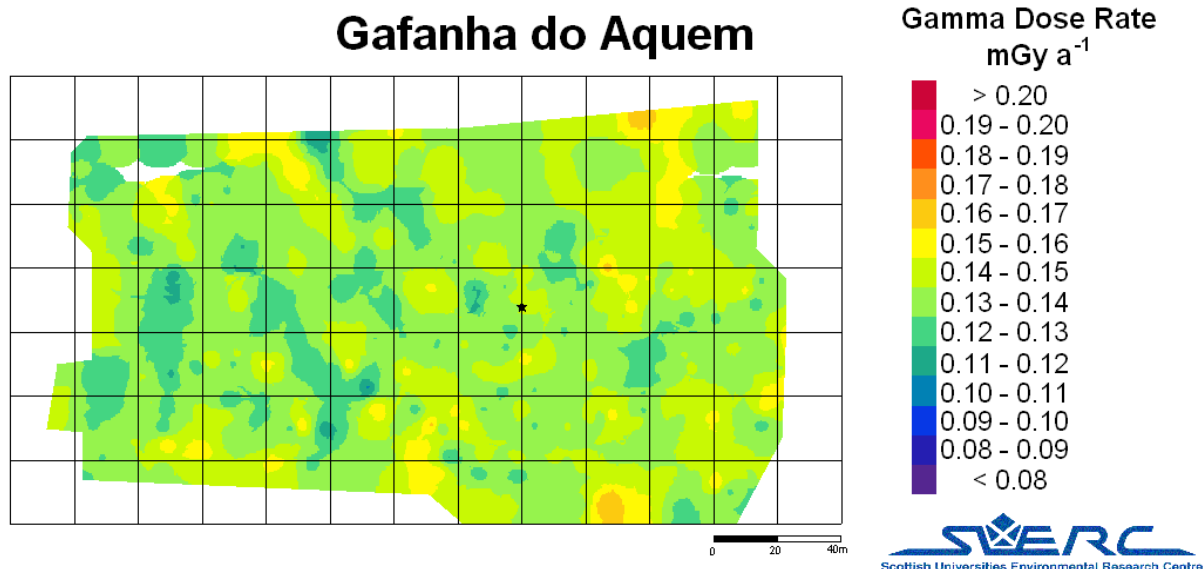 Gafanha do Aquem
Gamma Dose Rate
mGy a⁻¹
> 0.20
0.19 - 0.20
0.18 - 0.19
0.17 - 0.18
0.16 - 0.17
0.15 - 0.16
0.14 - 0.15
0.13 - 0.14
0.12 - 0.13
0.11 - 0.12
0.10 - 0.11
0.09 - 0.10
0.08 - 0.09
< 0.08
0 20 40m
SUERC
Scottish Universities Environmental Research Centre